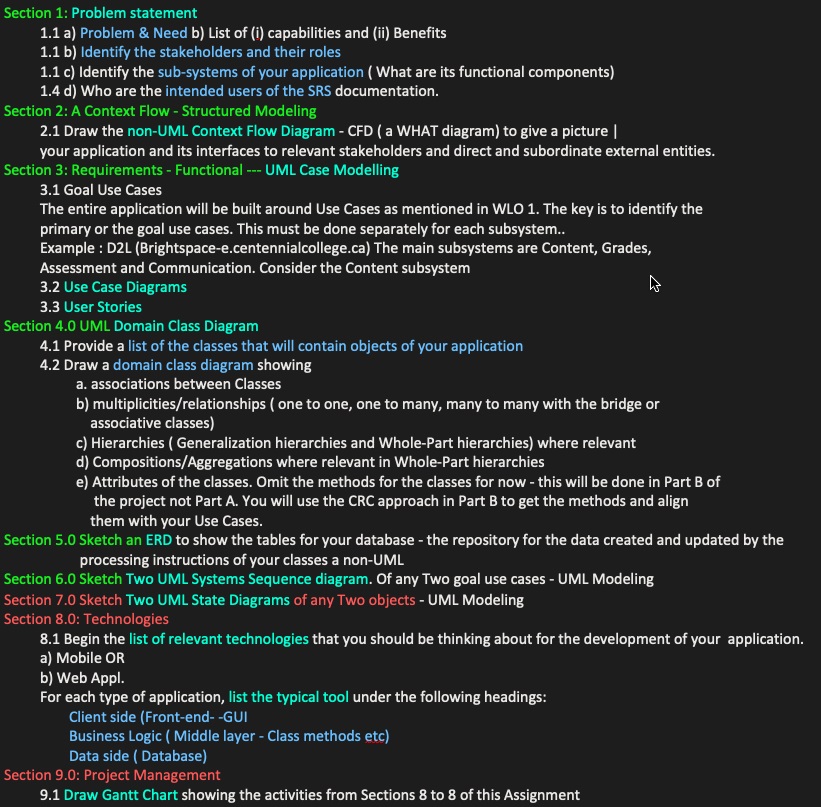 Section 1: Problem statement
1.1 a) Problem & Need b) List of (i) capabilities and (ii) Benefits
1.1 b) Identify the stakeholders and their roles
1.1 c) Identify the sub-systems of your application ( What are its functional components)
1.4 d) Who are the intended users of the SRS documentation.
Section 2: A Context Flow - Structured Modeling
2.1 Draw the non-UML Context Flow Diagram - CFD ( a WHAT diagram) to give a picture |
your application and its interfaces to relevant stakeholders and direct and subordinate external entities.
Section 3: Requirements - Functional --- UML Case Modelling
3.1 Goal Use Cases
The entire application will be built around Use Cases as mentioned in WLO 1. The key is to identify the
primary or the goal use cases. This must be done separately for each subsystem..
Example : D2L (Brightspace-e.centennialcollege.ca) The main subsystems are Content, Grades,
Assessment and Communication. Consider the Content subsystem
3.2 Use Case Diagrams
3.3 User Stories
Section 4.0 UML Domain Class Diagram
4.1 Provide a list of the classes that will contain objects of your application
4.2 Draw a domain class diagram showing
a. associations between Classes
b) multiplicities/relationships ( one to one, one to many, many to many with the bridge or
associative classes)
c) Hierarchies ( Generalization hierarchies and Whole-Part hierarchies) where relevant
d) Compositions/Aggregations where relevant in Whole-Part hierarchies
e) Attributes of the classes. Omit the methods for the classes for now - this will be done in Part B of
the project not Part A. You will use the CRC approach in Part B to get the methods and align
them with your Use Cases.
Section 5.0 Sketch an ERD to show the tables for your database - the repository for the data created and updated by the
processing instructions of your classes a non-UML
Section 6.0 Sketch Two UML Systems Sequence diagram. Of any Two goal use cases - UML Modeling
Section 7.0 Sketch Two UML State Diagrams of any Two objects - UML Modeling
Section 8.0: Technologies
8.1 Begin the list of relevant technologies that you should be thinking about for the development of your application.
a) Mobile OR
b) Web Appl.
For each type of application, list the typical tool under the following headings:
Client side (Front-end- -GUI
Business Logic ( Middle layer - Class methods etc)
Data side ( Database)
Section 9.0: Project Management
9.1 Draw Gantt Chart showing the activities from Sections 8 to 8 of this Assignment